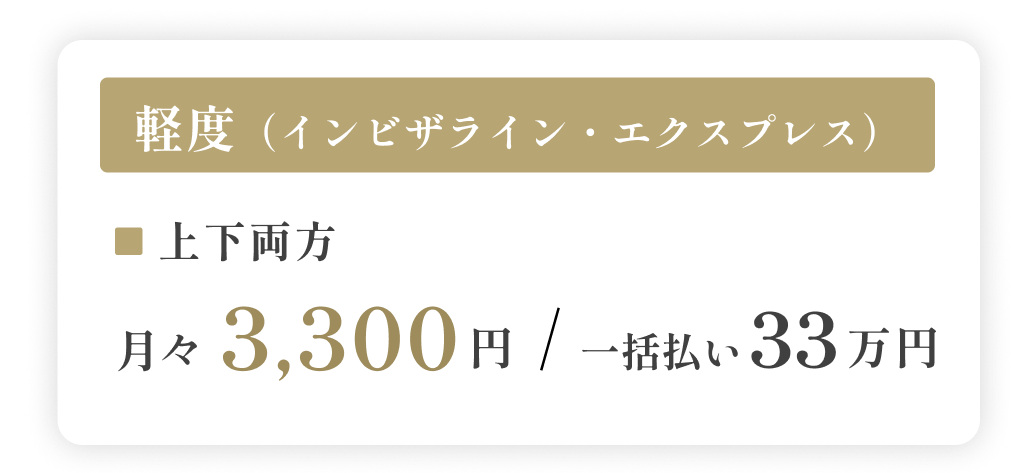 軽度（インビザライン・エクスプレス）
上下両方
月々 3,300 円 / 一括払い 33 万円